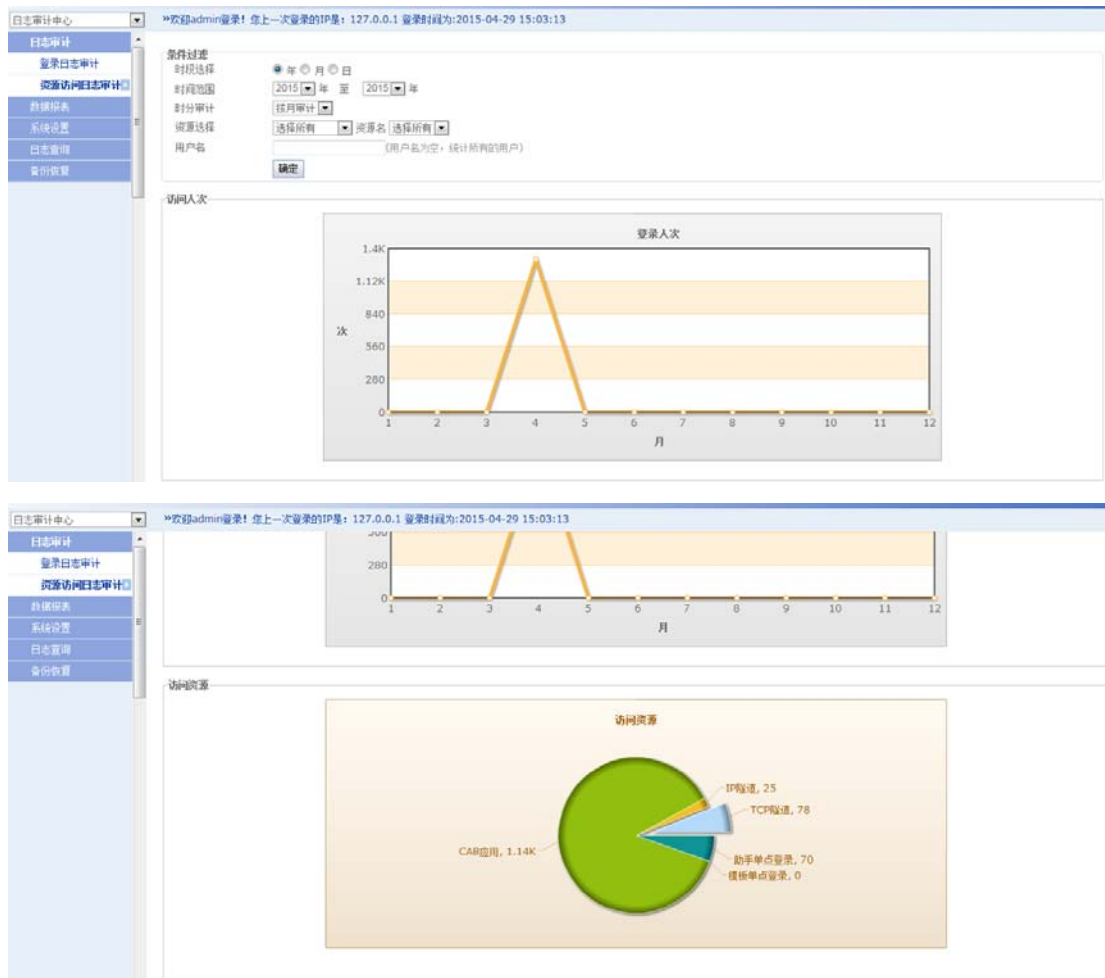 日志审计中心
»欢迎admin登录！您上一次登录的IP是：127.0.0.1 登录时间为:2015-04-29 15:03:13
日志审计
登录日志审计
资源访问日志审计
数据报表
系统设置
日志查询
备份恢复
条件过滤
时段选择 年 月 日
时间范围 2015 年 至 2015 年
时分审计 按月审计
资源选择 选择所有 资源名 选择所有
用户名 (用户名为空，统计所有的用户)
确定
访问人次
登录人次
1.4K
1.12K
840
次
560
280
0
1 2 3 4 5 6 7 8 9 10 11 12
月
日志审计中心
»欢迎admin登录！您上一次登录的IP是：127.0.0.1 登录时间为:2015-04-29 15:03:13
日志审计
登录日志审计
资源访问日志审计
数据报表
系统设置
日志查询
备份恢复
280
0
1 2 3 4 5 6 7 8 9 10 11 12
月
访问资源
访问资源
IP隧道, 25
TCP隧道, 78
CAB应用, 1.14K
助手单点登录, 70
模板单点登录, 0